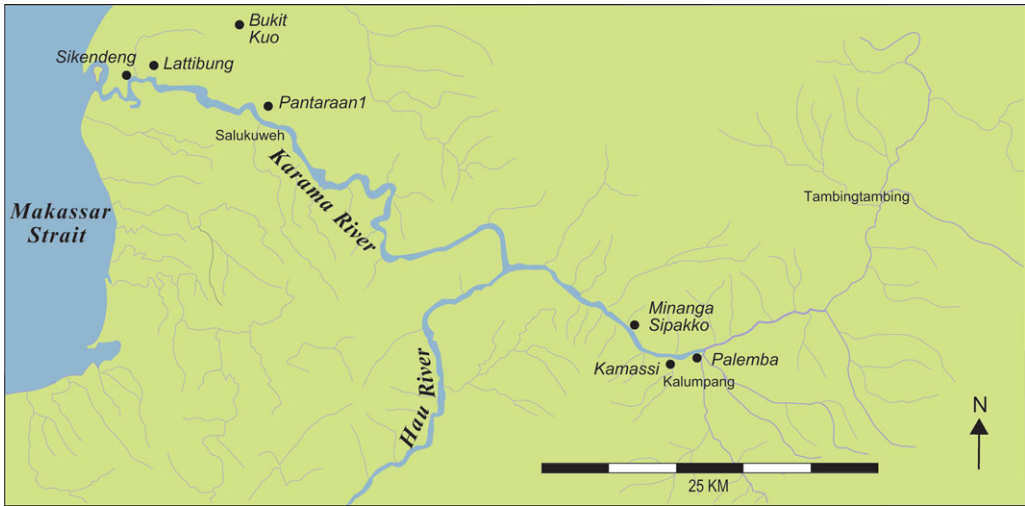 Bukit
Kuo
Sikendeng
Lattibung
Pantaraan1
Salukuweh
Karama River
Makassar
Strait
Tambingtambing
Minanga
Sipakko
Hau River
Kamassi
Palemba
Kalumpang
N
25 KM